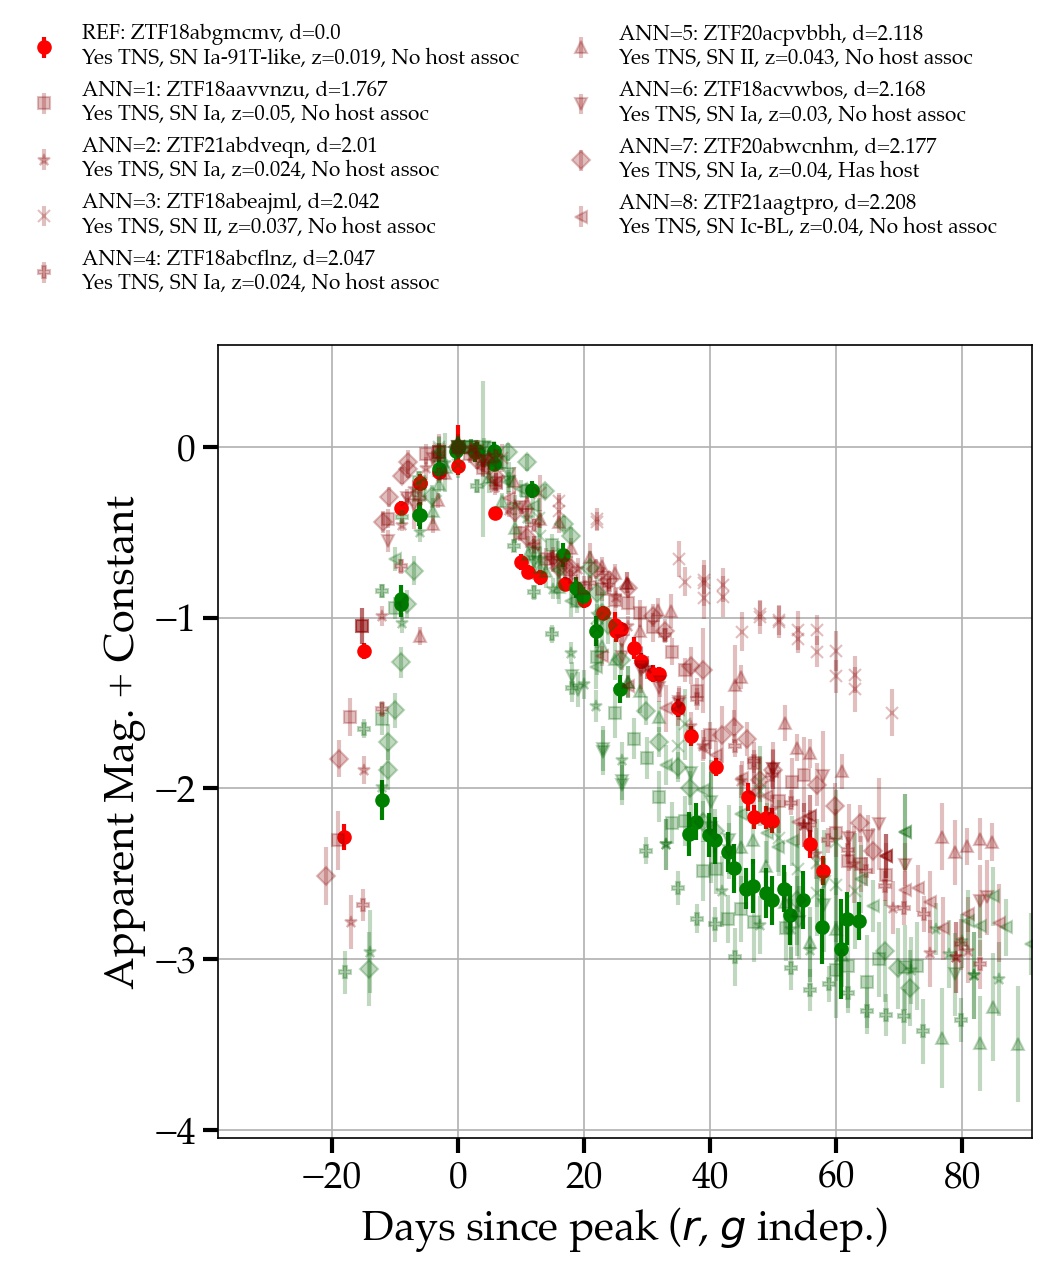 REF: ZTF18abgmcmv, d=0.0
Yes TNS, SN Ia-91T-like, z=0.019, No host assoc
ANN=1: ZTF18aavvnzu, d=1.767
Yes TNS, SN Ia, z=0.05, No host assoc
ANN=2: ZTF21abdveqn, d=2.01
Yes TNS, SN Ia, z=0.024, No host assoc
ANN=3: ZTF18abeajml, d=2.042
Yes TNS, SN II, z=0.037, No host assoc
ANN=4: ZTF18abcflnz, d=2.047
Yes TNS, SN Ia, z=0.024, No host assoc
ANN=5: ZTF20acpvbbh, d=2.118
Yes TNS, SN II, z=0.043, No host assoc
ANN=6: ZTF18acvwbos, d=2.168
Yes TNS, SN Ia, z=0.03, No host assoc
ANN=7: ZTF20abwcnhm, d=2.177
Yes TNS, SN Ia, z=0.04, Has host
ANN=8: ZTF21aagtpro, d=2.208
Yes TNS, SN Ic-BL, z=0.04, No host assoc
Apparent Mag. + Constant
0
−1
−2
−3
−4
−20 0 20 40 60 80
Days since peak (r, g indep.)